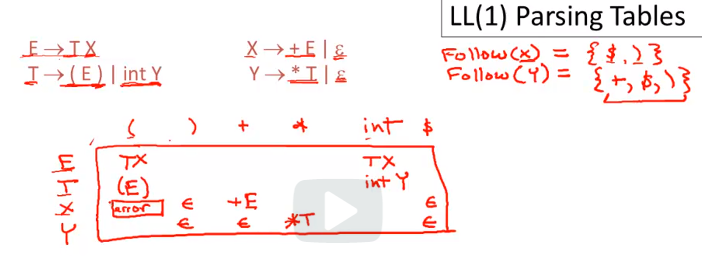 LL(1) Parsing Tables
E → T X
X → + E | ε
T → ( E ) | int Y
Y → * T | ε
Follow(X) = { $, ) }
Follow(Y) = { +, $, ) }
( ) + * int $
E TX TX
T (E) int Y
X error ϵ +E ϵ
Y ϵ ϵ *T ϵ